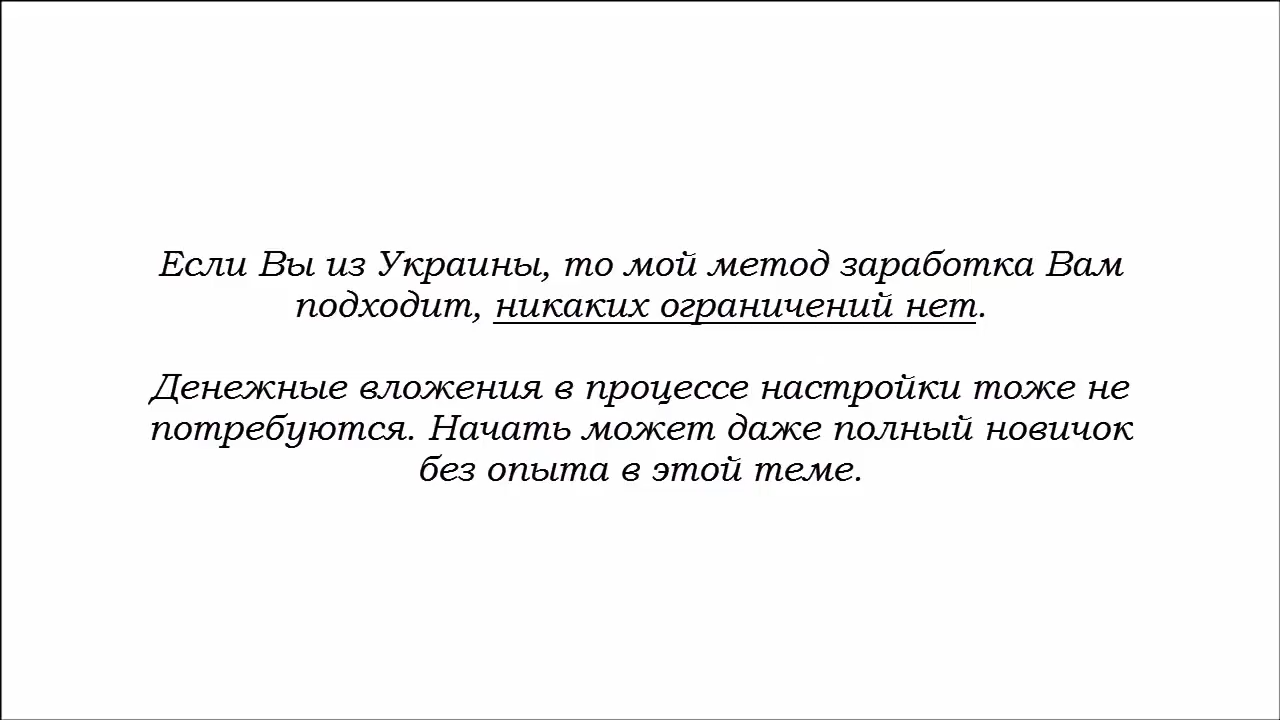 Если Вы из Украины, то мой метод заработка Вам
подходит, никаких ограничений нет.
Денежные вложения в процессе настройки тоже не
потребуются. Начать может даже полный новичок
без опыта в этой теме.